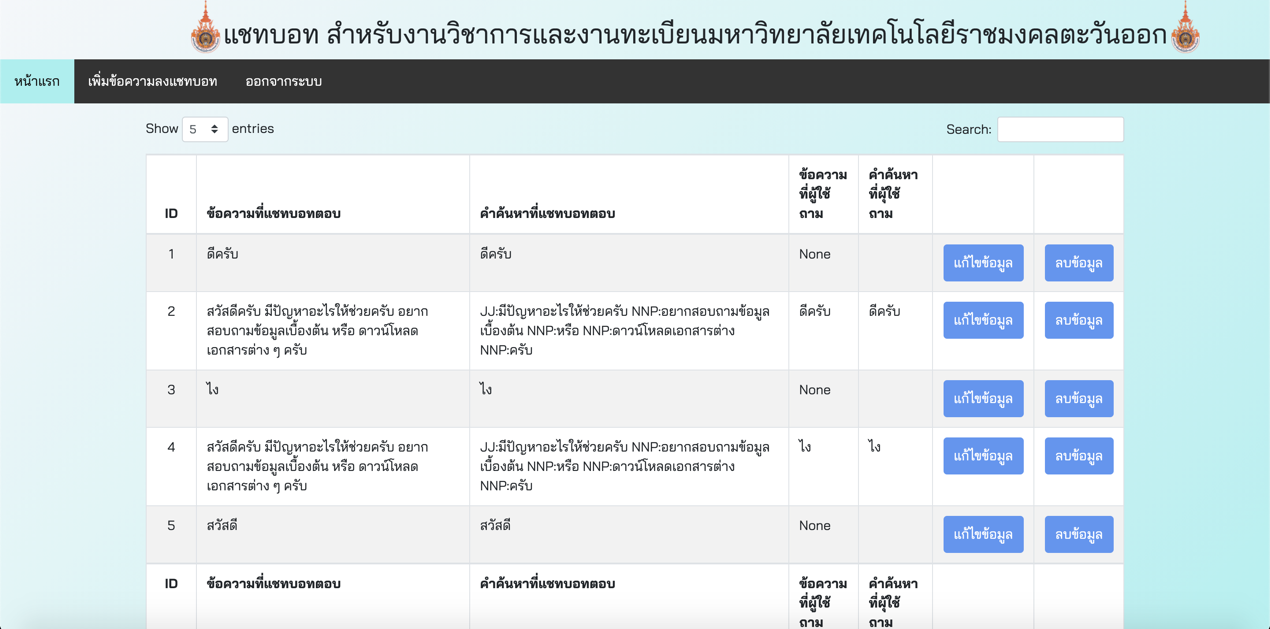 แชทบอท สำหรับงานวิชาการและงานทะเบียนมหาวิทยาลัยเทคโนโลยีราชมงคลตะวันออก
หน้าแรก เพิ่มข้อความลงแชทบอท ออกจากระบบ
Show 5 entries Search:
ID ข้อความที่แชทบอทตอบ คำค้นหาที่แชทบอทตอบ ข้อความที่ผู้ใช้ถาม คำค้นหาที่ผู้ใช้ถาม
1 ดีครับ ดีครับ None แก้ไขข้อมูล ลบข้อมูล
2 สวัสดีครับ มีปัญหาอะไรให้ช่วยครับ อยาก JJ:มีปัญหาอะไรให้ช่วยครับ NNP:อยากสอบถามข้อมูล ดีครับ ดีครับ แก้ไขข้อมูล ลบข้อมูล
สอบถามข้อมูลเบื้องต้น หรือ ดาวน์โหลด เบื้องต้น NNP:หรือ NNP:ดาวน์โหลดเอกสารต่าง
เอกสารต่าง ๆ ครับ NNP:ครับ
3 ไง ไง None แก้ไขข้อมูล ลบข้อมูล
4 สวัสดีครับ มีปัญหาอะไรให้ช่วยครับ อยาก JJ:มีปัญหาอะไรให้ช่วยครับ NNP:อยากสอบถามข้อมูล ไง ไง แก้ไขข้อมูล ลบข้อมูล
สอบถามข้อมูลเบื้องต้น หรือ ดาวน์โหลด เบื้องต้น NNP:หรือ NNP:ดาวน์โหลดเอกสารต่าง
เอกสารต่าง ๆ ครับ NNP:ครับ
5 สวัสดี สวัสดี None แก้ไขข้อมูล ลบข้อมูล
ID ข้อความที่แชทบอทตอบ คำค้นหาที่แชทบอทตอบ ข้อความที่ผู้ใช้ถาม คำค้นหาที่ผู้ใช้ถาม